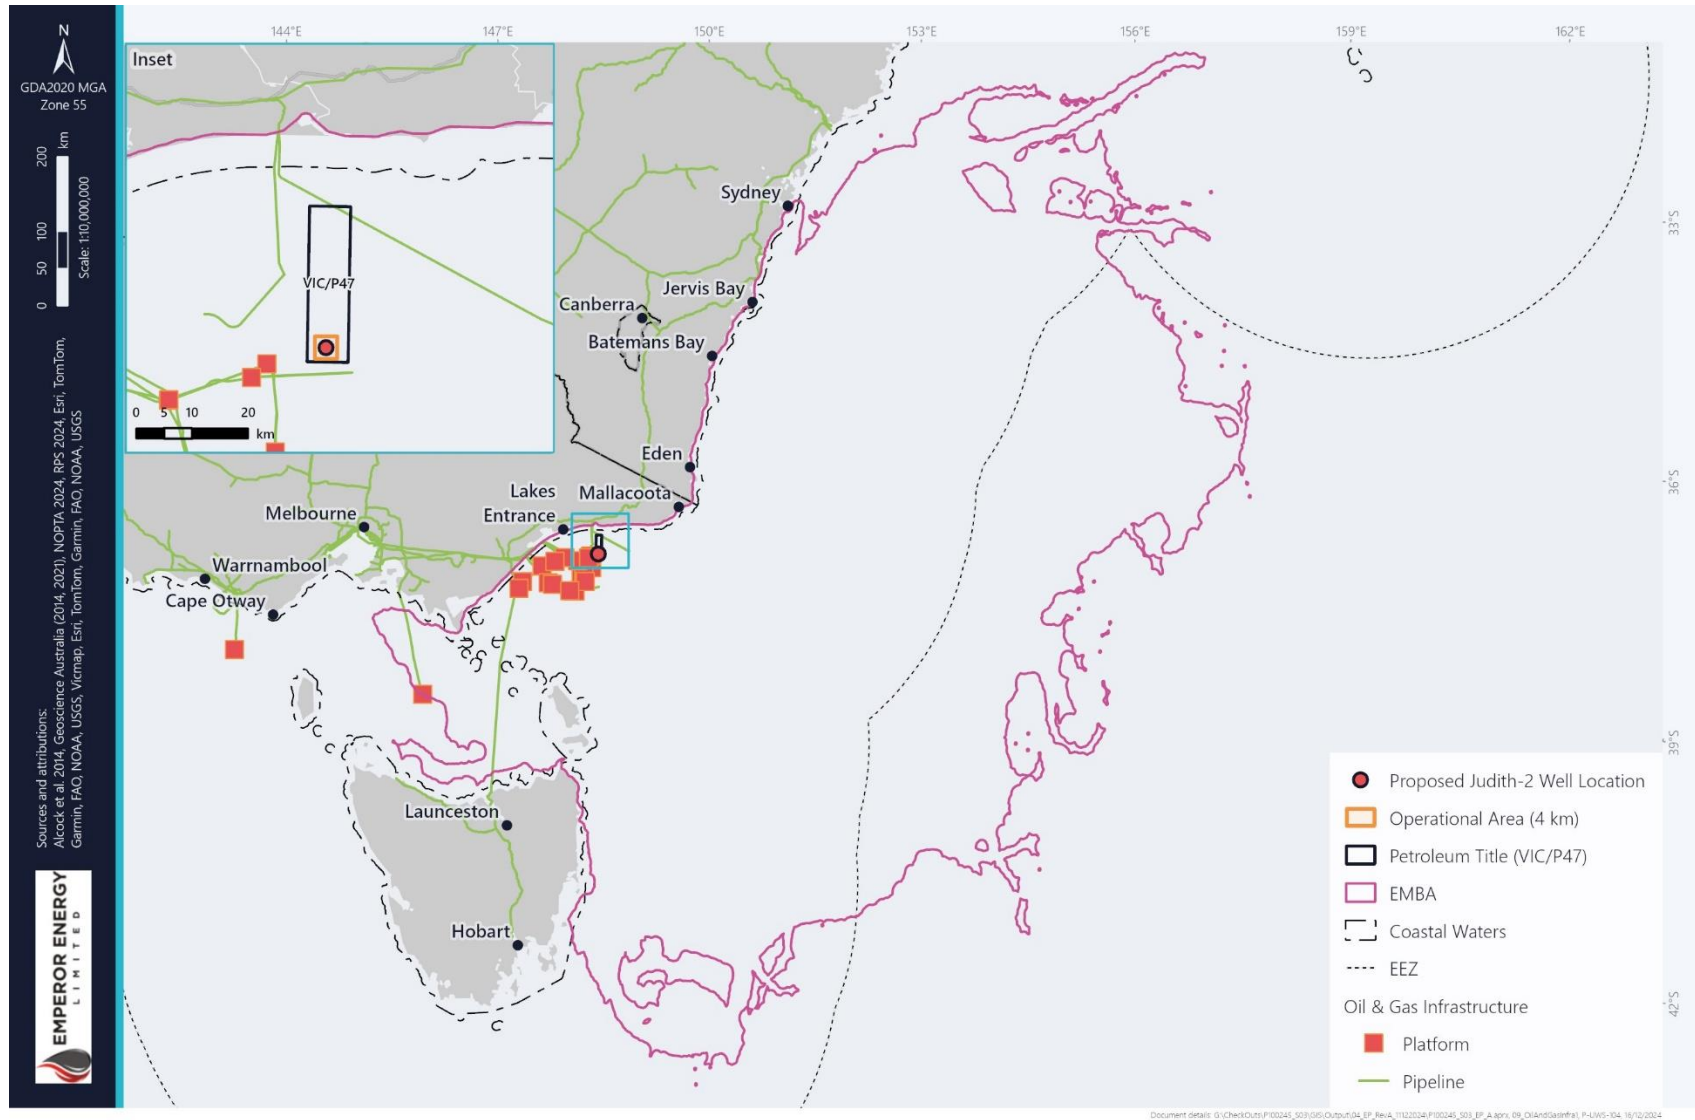 N
GDA2020 MGA
Zone 55
0 50 100 200 km
Scale: 1:10,000,000
Sources and attributions:
Alcock et al. 2014, Geoscience Australia (2014, 2021), NOPTA 2024, RPS 2024, Esri, TomTom,
Garmin, FAO, NOAA, USGS, Vicmap, Esri, TomTom, Garmin, FAO, NOAA, USGS
EMPEROR ENERGY
LIMITED
144°E 147°E 150°E 153°E 156°E 159°E 162°E
Inset
VIC/P47
0 5 10 20
km
Sydney
33°S
Jervis Bay
Canberra
Batemans Bay
Eden
36°S
Lakes
Entrance
Mallacoota
Melbourne
Warrnambool
Cape Otway
39°S
Launceston
Hobart
42°S
Proposed Judith-2 Well Location
Operational Area (4 km)
Petroleum Title (VIC/P47)
EMBA
Coastal Waters
EEZ
Oil & Gas Infrastructure
Platform
Pipeline